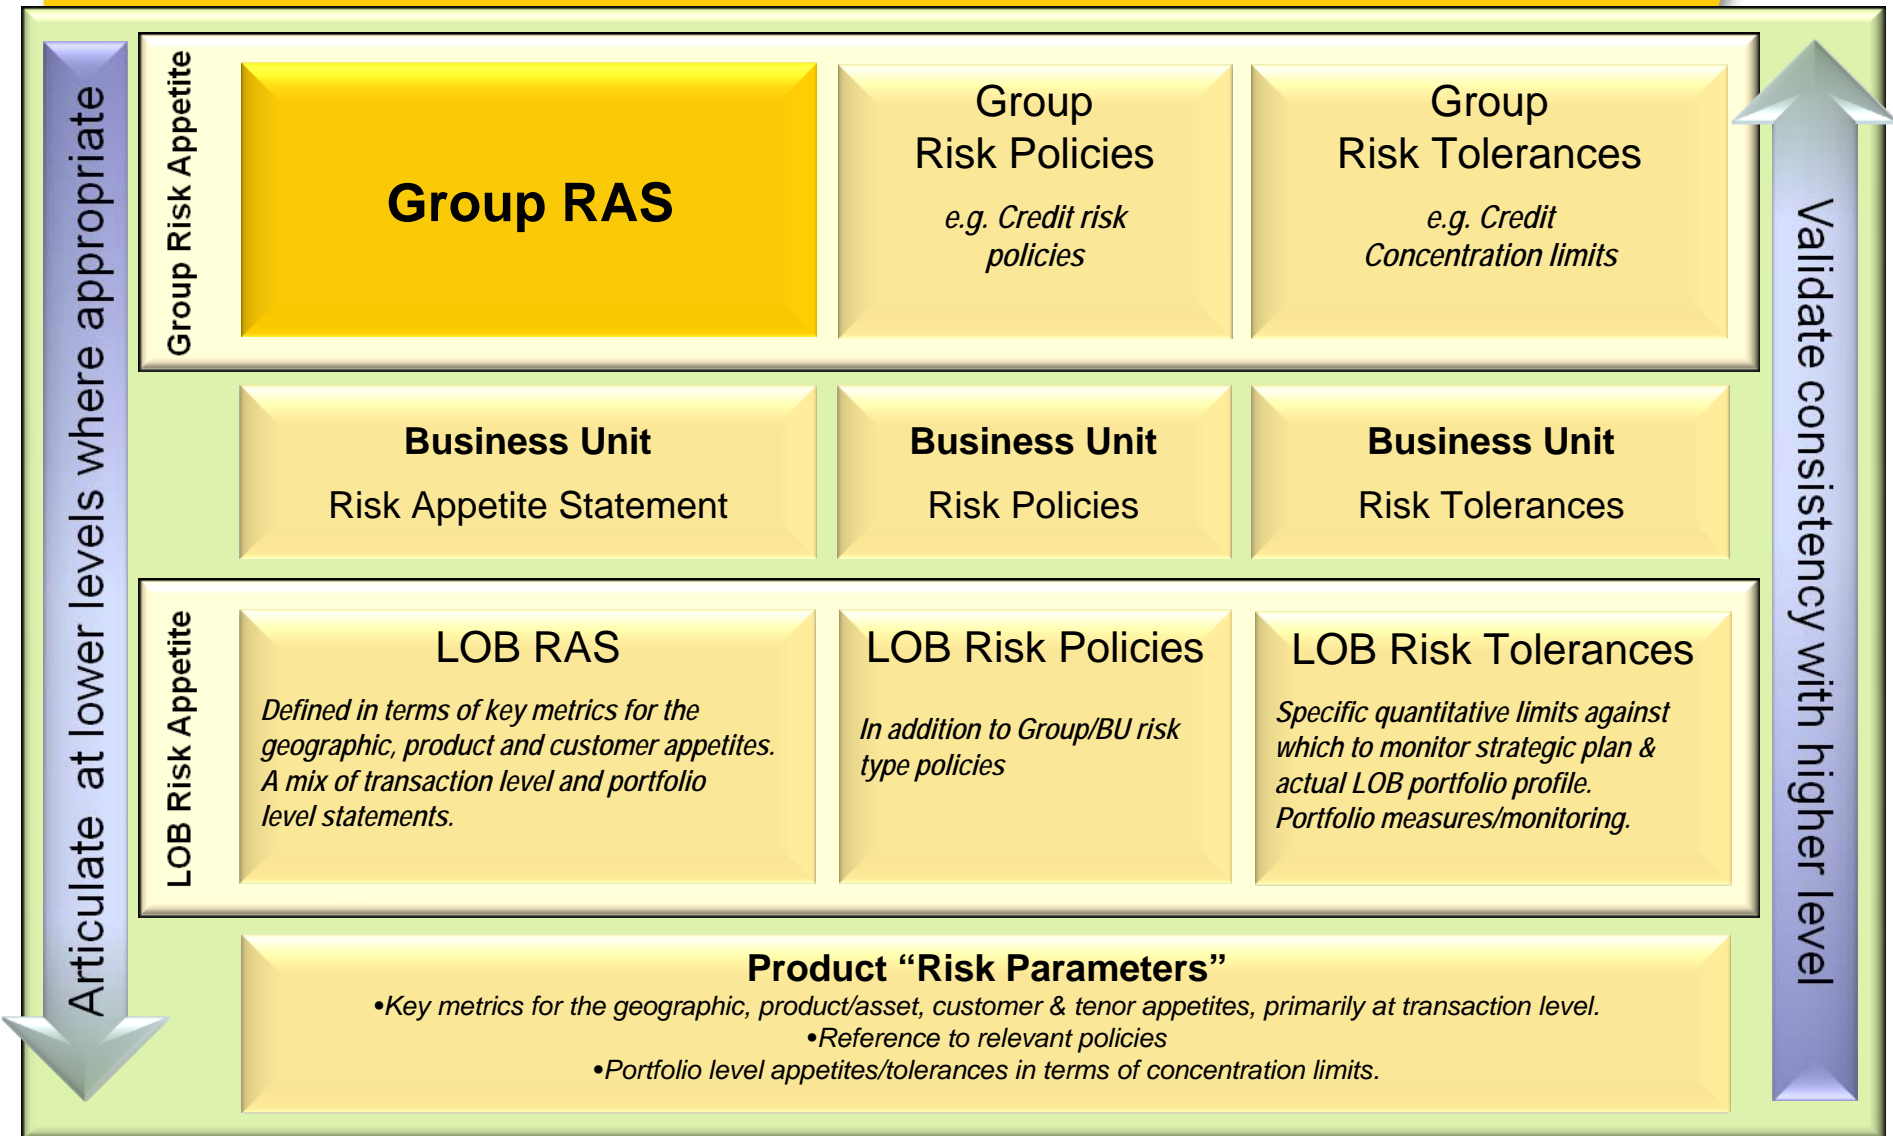 Articulate at lower levels where appropriate
Group Risk Appetite
Group RAS
Group
Risk Policies
e.g. Credit risk
policies
Group
Risk Tolerances
e.g. Credit
Concentration limits
Business Unit
Risk Appetite Statement
Business Unit
Risk Policies
Business Unit
Risk Tolerances
LOB Risk Appetite
LOB RAS
Defined in terms of key metrics for the
geographic, product and customer appetites.
A mix of transaction level and portfolio
level statements.
LOB Risk Policies
In addition to Group/BU risk
type policies
LOB Risk Tolerances
Specific quantitative limits against
which to monitor strategic plan &
actual LOB portfolio profile.
Portfolio measures/monitoring.
Product “Risk Parameters”
•Key metrics for the geographic, product/asset, customer & tenor appetites, primarily at transaction level.
•Reference to relevant policies
•Portfolio level appetites/tolerances in terms of concentration limits.
Validate consistency with higher level